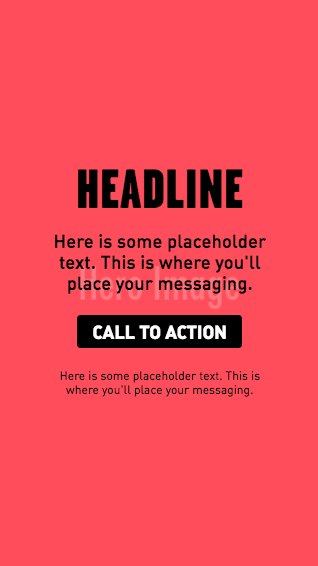 HEADLINE
Here is some placeholder
text. This is where you'll
place your messaging.
Hero Image
CALL TO ACTION
Here is some placeholder text. This is
where you'll place your messaging.